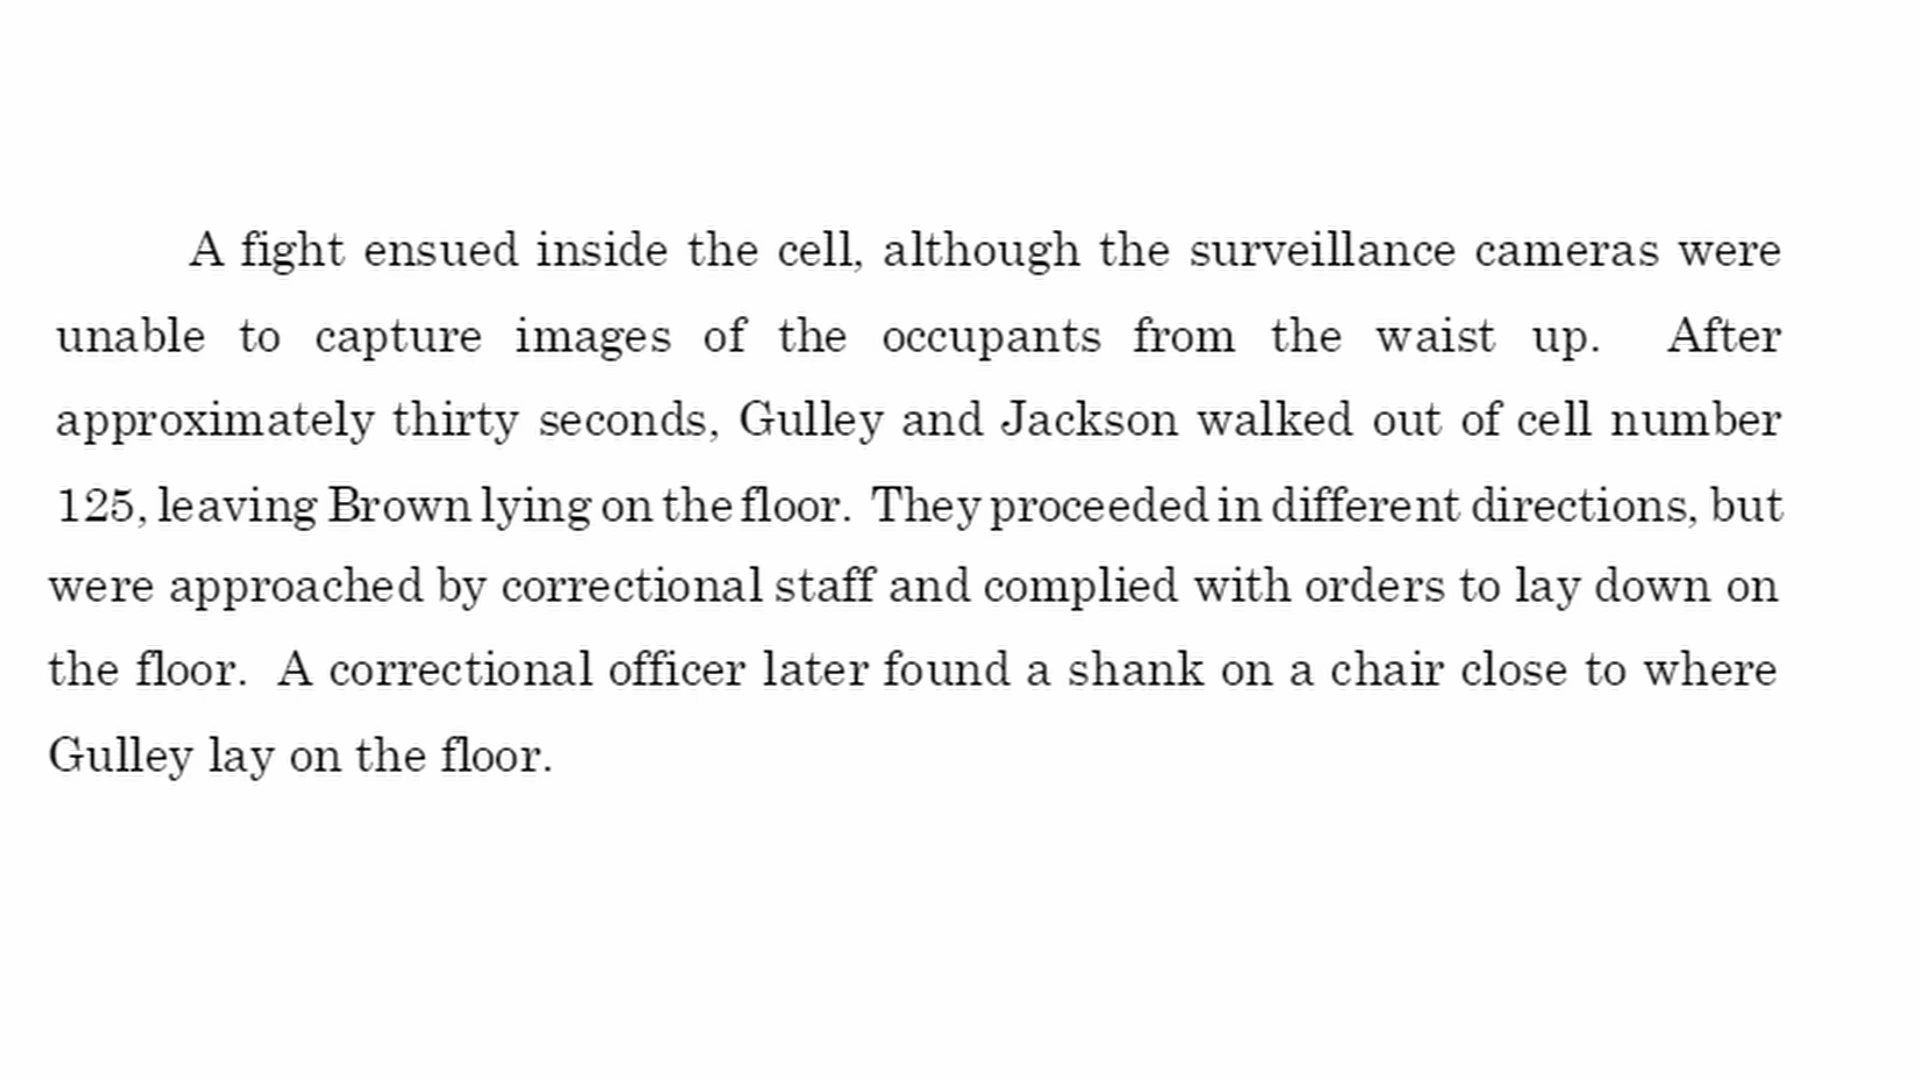 A fight ensued inside the cell, although the surveillance cameras were
unable to capture images of the occupants from the waist up. After
approximately thirty seconds, Gulley and Jackson walked out of cell number
125, leaving Brown lying on the floor. They proceeded in different directions, but
were approached by correctional staff and complied with orders to lay down on
the floor. A correctional officer later found a shank on a chair close to where
Gulley lay on the floor.